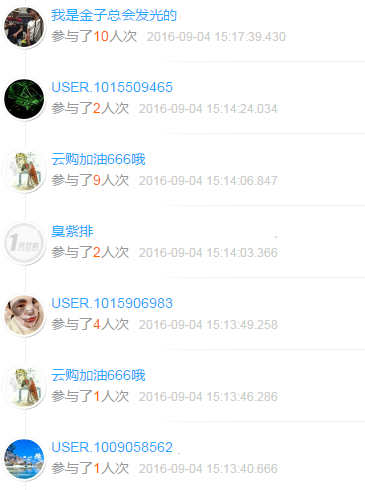 我是金子总会发光的
参与了10人次 2016-09-04 15:17:39.430
USER.1015509465
参与了2人次 2016-09-04 15:14:24.034
云购加油666哦
参与了9人次 2016-09-04 15:14:06.847
臭紫排
参与了2人次 2016-09-04 15:14:03.366
USER.1015906983
参与了4人次 2016-09-04 15:13:49.258
云购加油666哦
参与了1人次 2016-09-04 15:13:46.286
USER.1009058562
参与了1人次 2016-09-04 15:13:40.666